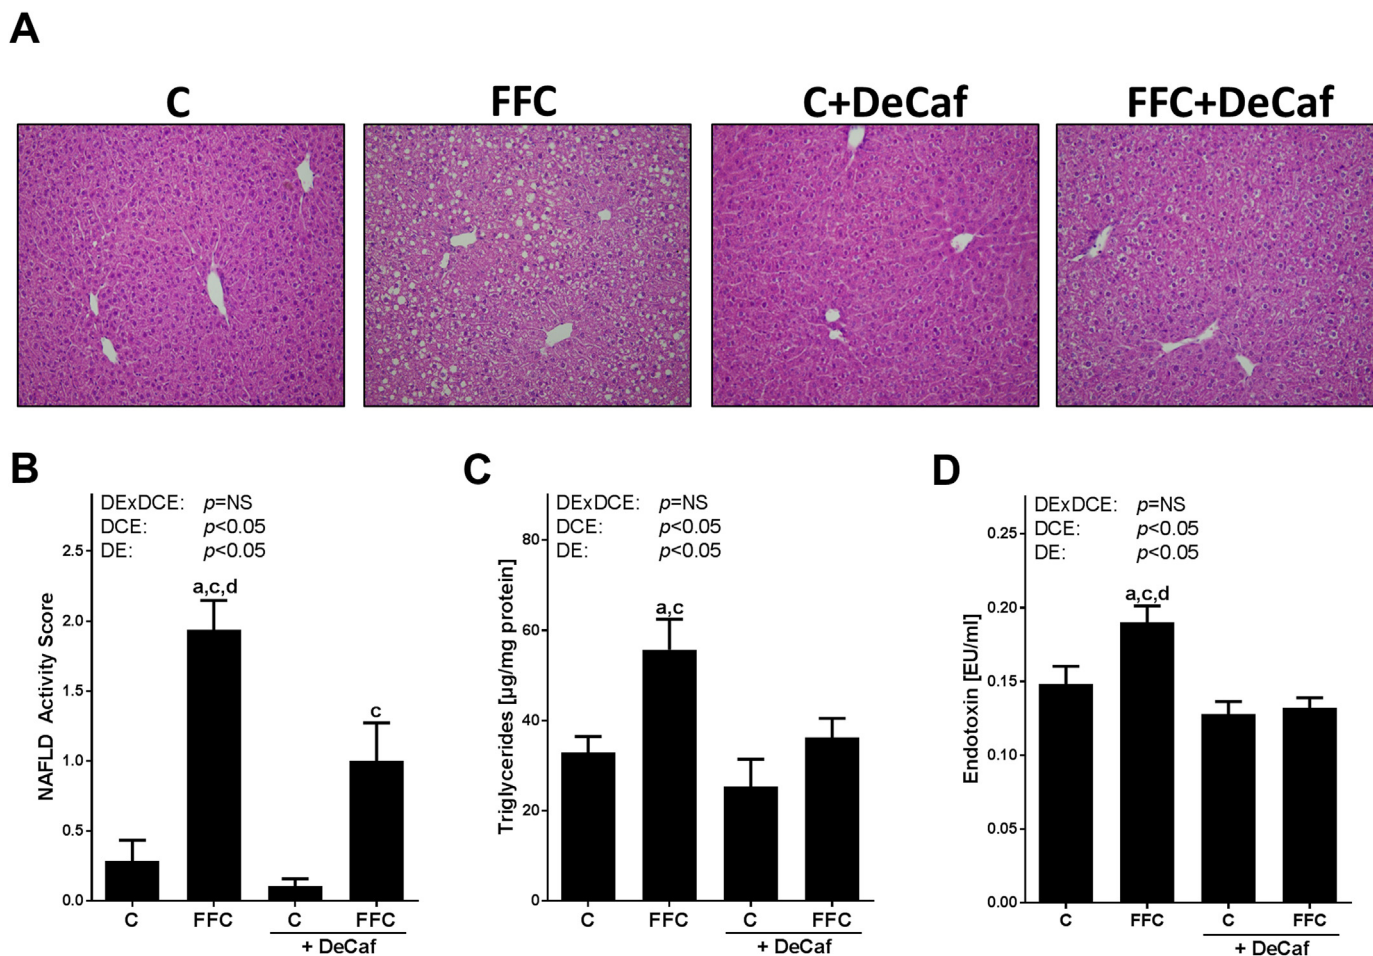 A
C
FFC
C+DeCaf
FFC+DeCaf
B
DExDCE: p=NS
DCE: p<0.05
DE: p<0.05
NAFLD Activity Score
2.5
2.0
1.5
1.0
0.5
0.0
a,c,d
c
C
FFC
C
FFC
+ DeCaf
C
DExDCE: p=NS
DCE: p<0.05
DE: p<0.05
Triglycerides [µg/mg protein]
80
60
40
20
0
a,c
C
FFC
C
FFC
+ DeCaf
D
DExDCE: p=NS
DCE: p<0.05
DE: p<0.05
Endotoxin [EU/ml]
0.25
0.20
0.15
0.10
0.05
0.00
a,c,d
C
FFC
C
FFC
+ DeCaf